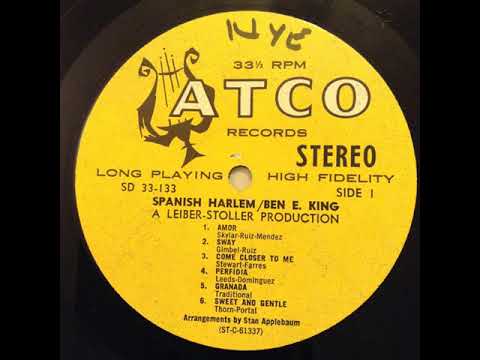 NYE
33⅓ RPM
ATCO
RECORDS
STEREO
LONG PLAYING HIGH FIDELITY
SD 33-133 SIDE 1
SPANISH HARLEM/BEN E. KING
A LEIBER-STOLLER PRODUCTION
1. AMOR
Skylar-Ruiz-Mendez
2. SWAY
Gimbel-Ruiz
3. COME CLOSER TO ME
Stewart-Farres
4. PERFIDIA
Leeds-Dominguez
5. GRANADA
Traditional
6. SWEET AND GENTLE
Thorn-Portal
Arrangements by Stan Applebaum
(ST-C-61337)